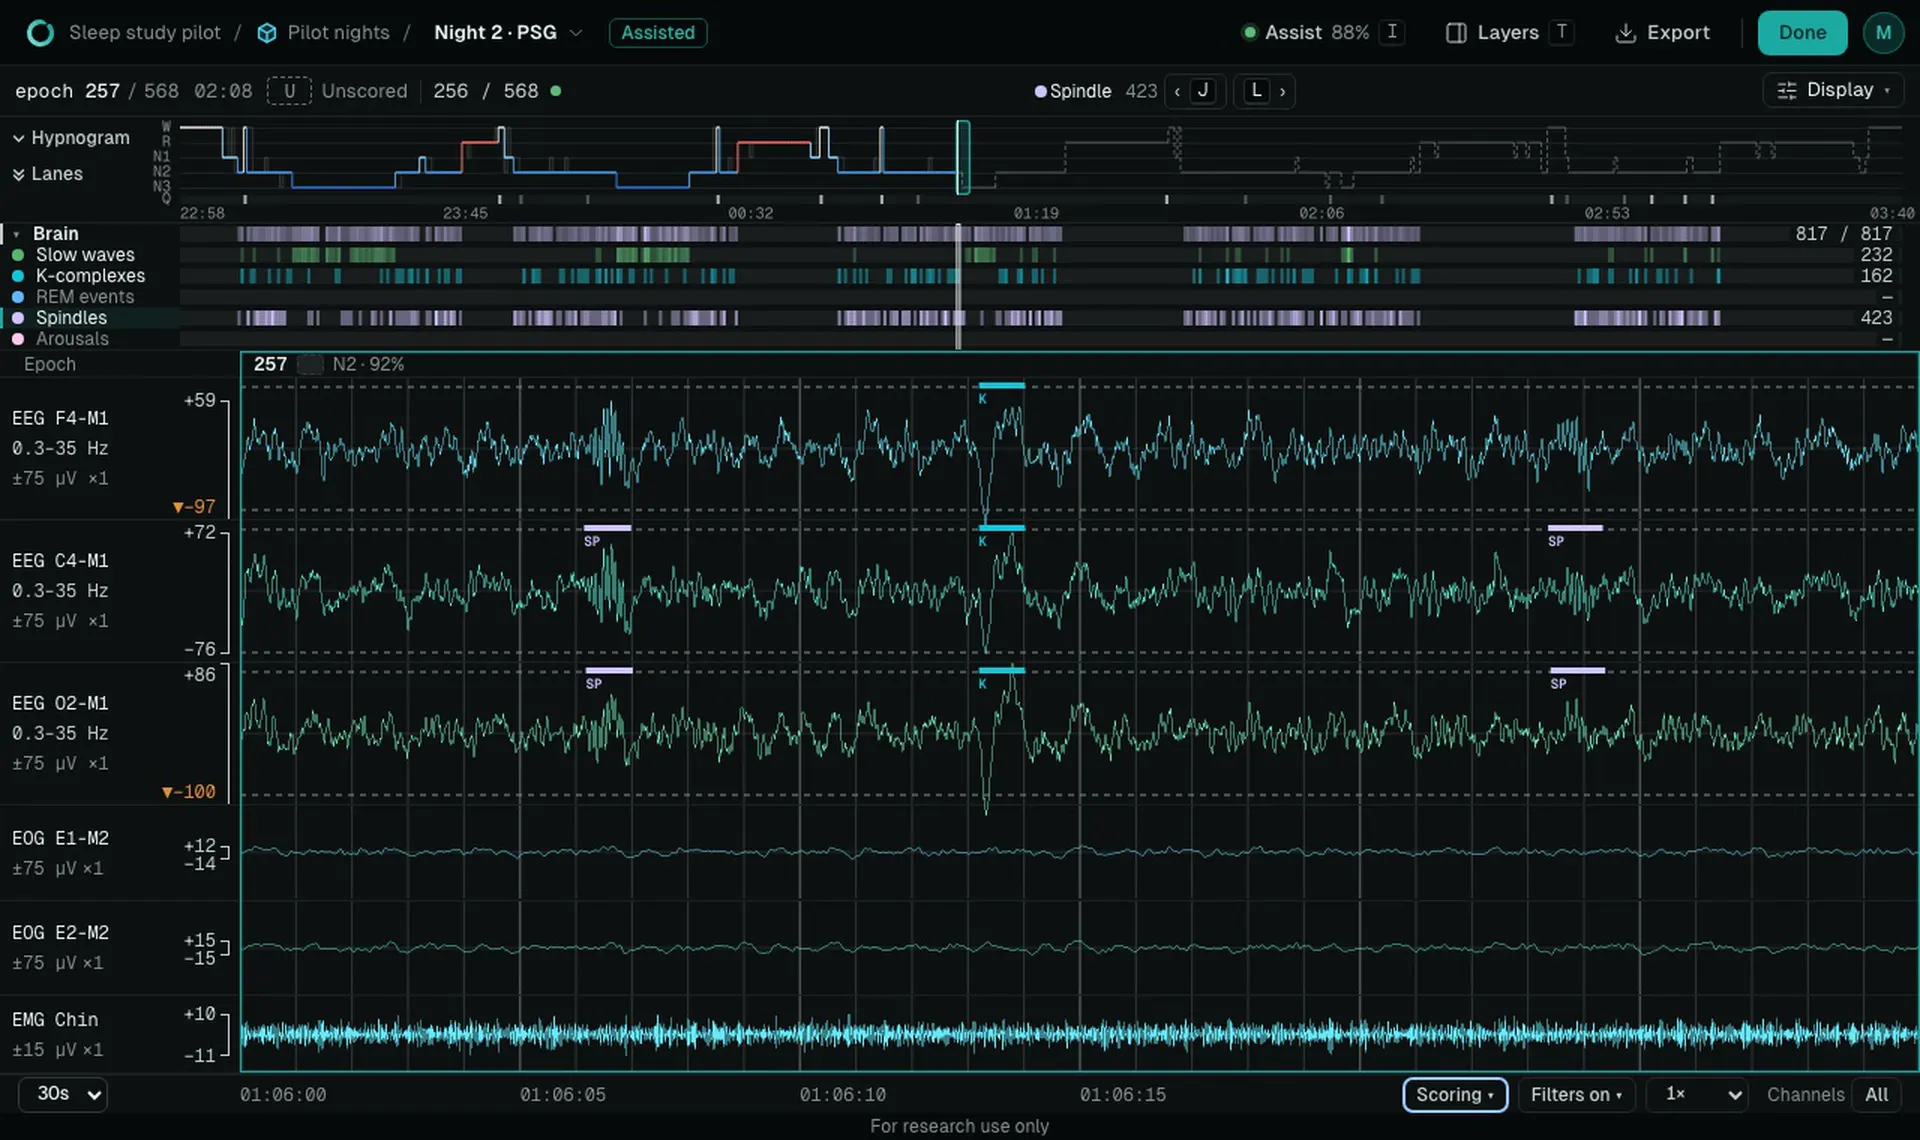 Sleep study pilot / Pilot nights / Night 2 · PSG Assisted Assist 88% I Layers T Export Done M
epoch 257 / 568 02:08 U Unscored 256 / 568 Spindle 423 ‹ J L › Display
Hypnogram
Lanes
W
R
N1
N2
N3
Q
22:58 23:45 00:32 01:19 02:06 02:53 03:40
Brain 817 / 817
Slow waves 232
K-complexes 162
REM events –
Spindles 423
Arousals –
Epoch 257 N2 · 92%
EEG F4-M1
0.3–35 Hz
±75 µV ×1
+59
▼−97
K
EEG C4-M1
0.3–35 Hz
±75 µV ×1
+72
−76
SP K SP
EEG O2-M1
0.3–35 Hz
±75 µV ×1
+86
▼−100
SP K SP
EOG E1-M2
±75 µV ×1
+12
−14
EOG E2-M2
±75 µV ×1
+15
−15
EMG Chin
±15 µV ×1
+10
−11
30s 01:06:00 01:06:05 01:06:10 01:06:15 Scoring Filters on 1× Channels All
For research use only